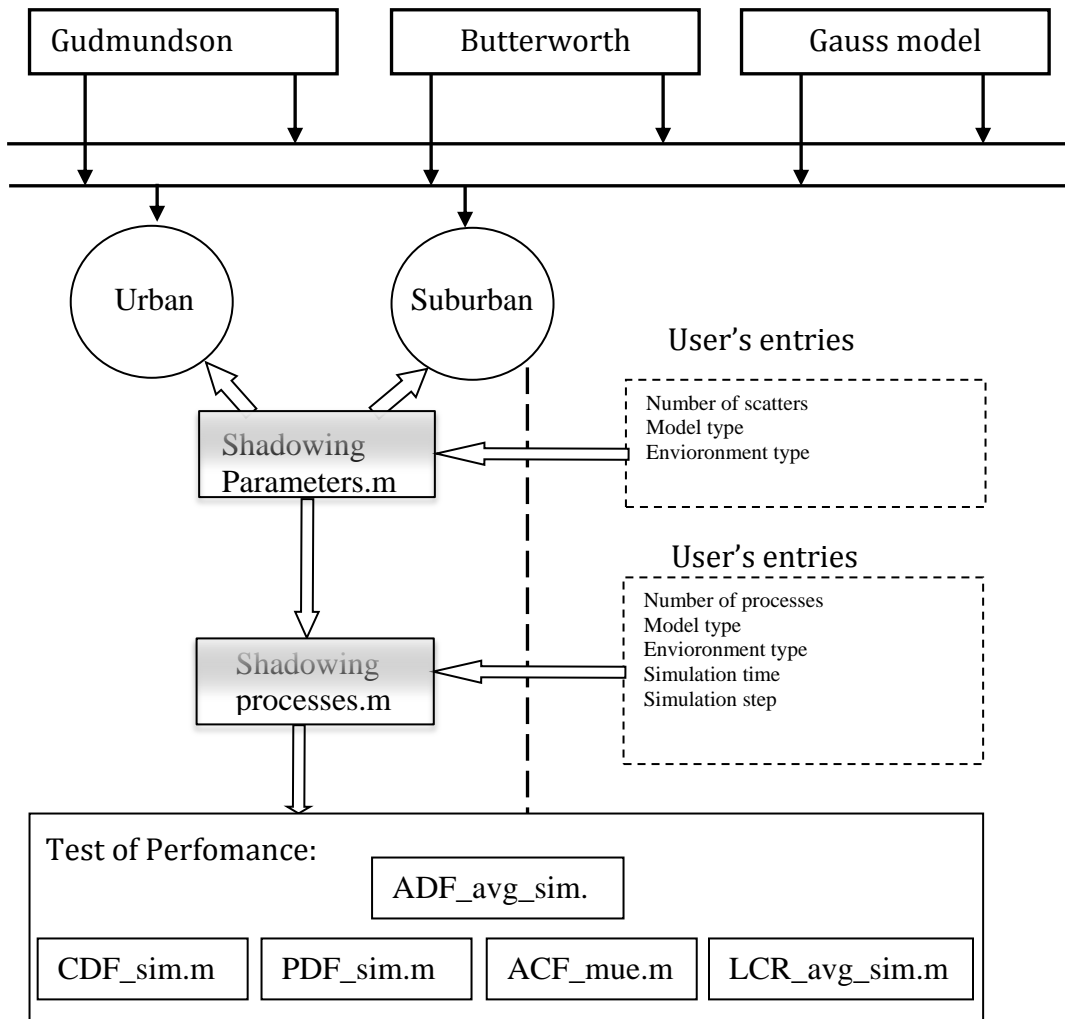 Gudmundson
Butterworth
Gauss model
Urban
Suburban
User’s entries
Number of scatters
Model type
Envioronment type
Shadowing
Parameters.m
User’s entries
Number of processes
Model type
Envioronment type
Simulation time
Simulation step
Shadowing
processes.m
Test of Perfomance:
ADF_avg_sim.
CDF_sim.m
PDF_sim.m
ACF_mue.m
LCR_avg_sim.m